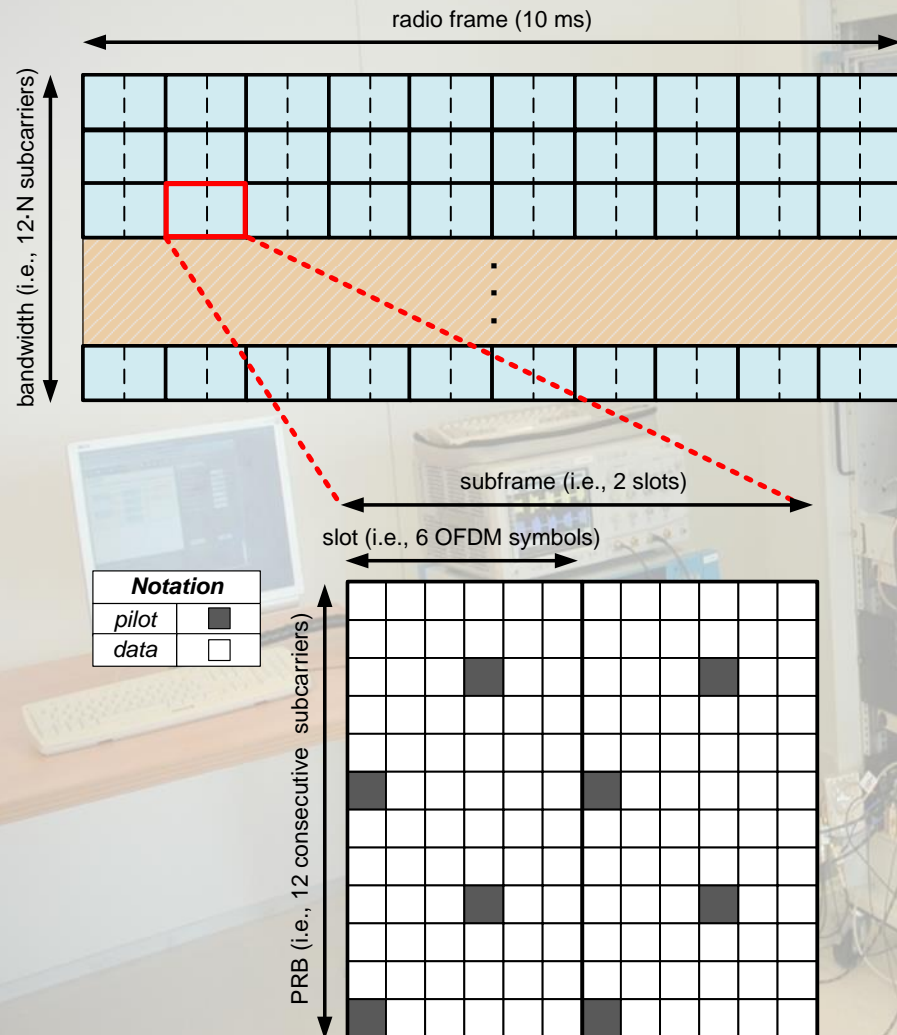 radio frame (10 ms)
bandwidth (i.e., 12·N subcarriers)
subframe (i.e., 2 slots)
slot (i.e., 6 OFDM symbols)
Notation
pilot
data
PRB (i.e., 12 consecutive subcarriers)